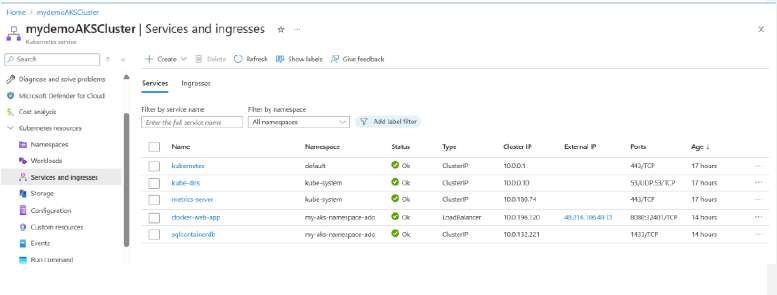 Home > mydemoAKSCluster
mydemoAKSCluster | Services and ingresses
Kubernetes service
Search
Create Delete Refresh Show labels Give feedback
Diagnose and solve problems
Microsoft Defender for Cloud
Cost analysis
Kubernetes resources
Namespaces
Workloads
Services and ingresses
Storage
Configuration
Custom resources
Events
Run command
Services Ingresses
Filter by service name Filter by namespace
Enter the full service name All namespaces Add label filter
Name Namespace Status Type Cluster IP External IP Ports Age ↓
kubernetes default Ok ClusterIP 10.0.0.1 443/TCP 17 hours
kube-dns kube-system Ok ClusterIP 10.0.0.10 53/UDP,53/TCP 17 hours
metrics-server kube-system Ok ClusterIP 10.0.180.74 443/TCP 17 hours
docker-web-app my-aks-namespace-ado Ok LoadBalancer 10.0.196.120 8080:32401/TCP 14 hours
sqlcontainerdb my-aks-namespace-ado Ok ClusterIP 10.0.132.221 1433/TCP 14 hours